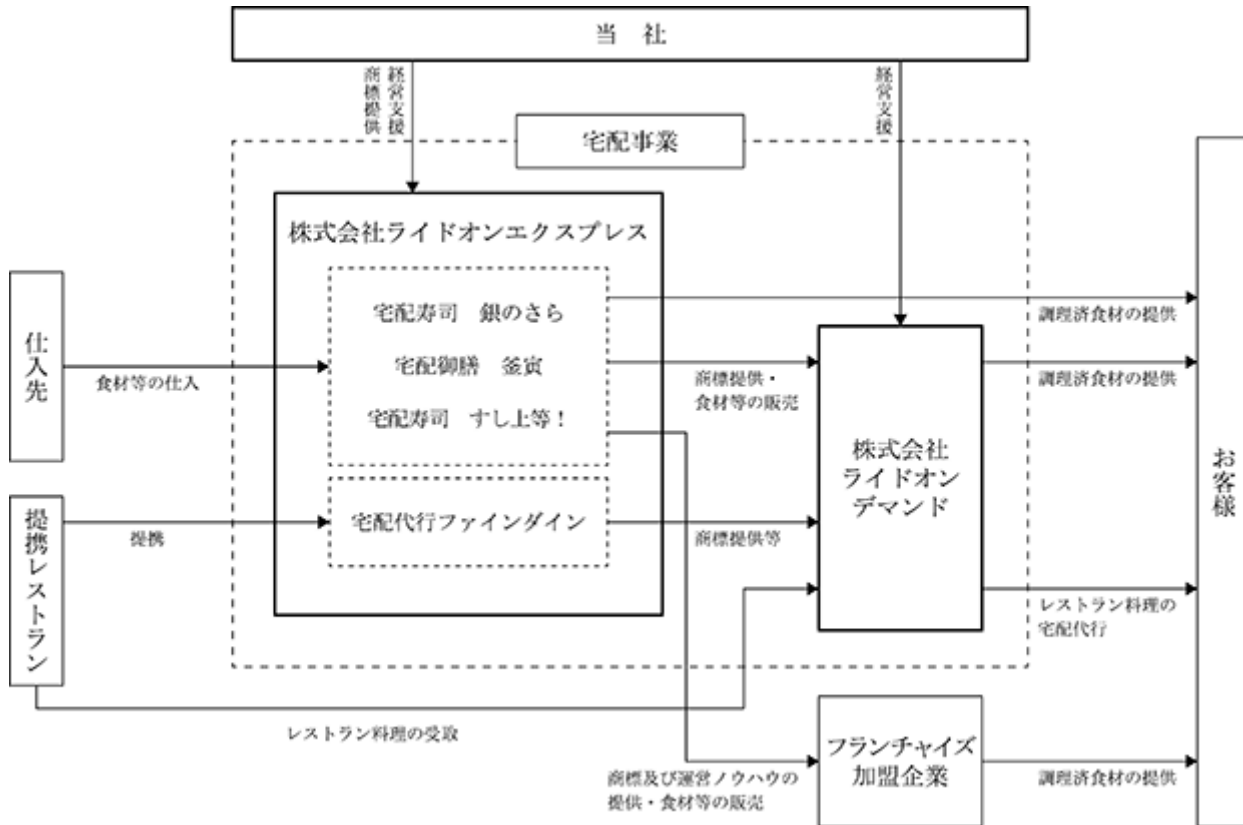 当　社
商標提供
経営支援
経営支援
宅配事業
株式会社ライドオンエクスプレス
宅配寿司　銀のさら
宅配御膳　釜寅
宅配寿司　すし上等！
宅配代行ファインダイン
仕入先
食材等の仕入
提携レストラン
提携
レストラン料理の受取
商標提供・
食材等の販売
商標提供等
商標及び運営ノウハウの
提供・食材等の販売
株式会社
ライドオン
デマンド
フランチャイズ
加盟企業
調理済食材の提供
調理済食材の提供
レストラン料理の
宅配代行
調理済食材の提供
お客様